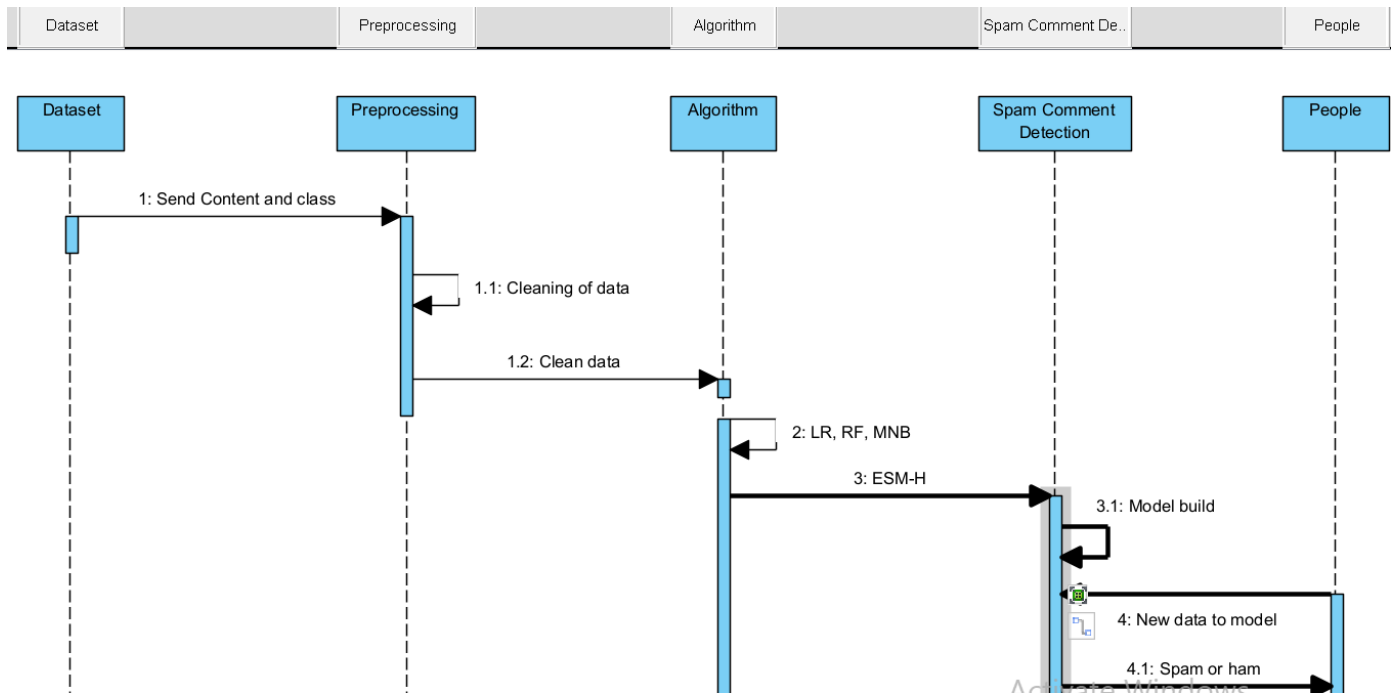 Dataset
Preprocessing
Algorithm
Spam Comment De..
People
Dataset
Preprocessing
Algorithm
Spam Comment
Detection
People
1: Send Content and class
1.1: Cleaning of data
1.2: Clean data
2: LR, RF, MNB
3: ESM-H
3.1: Model build
4: New data to model
4.1: Spam or ham
Activate Windows